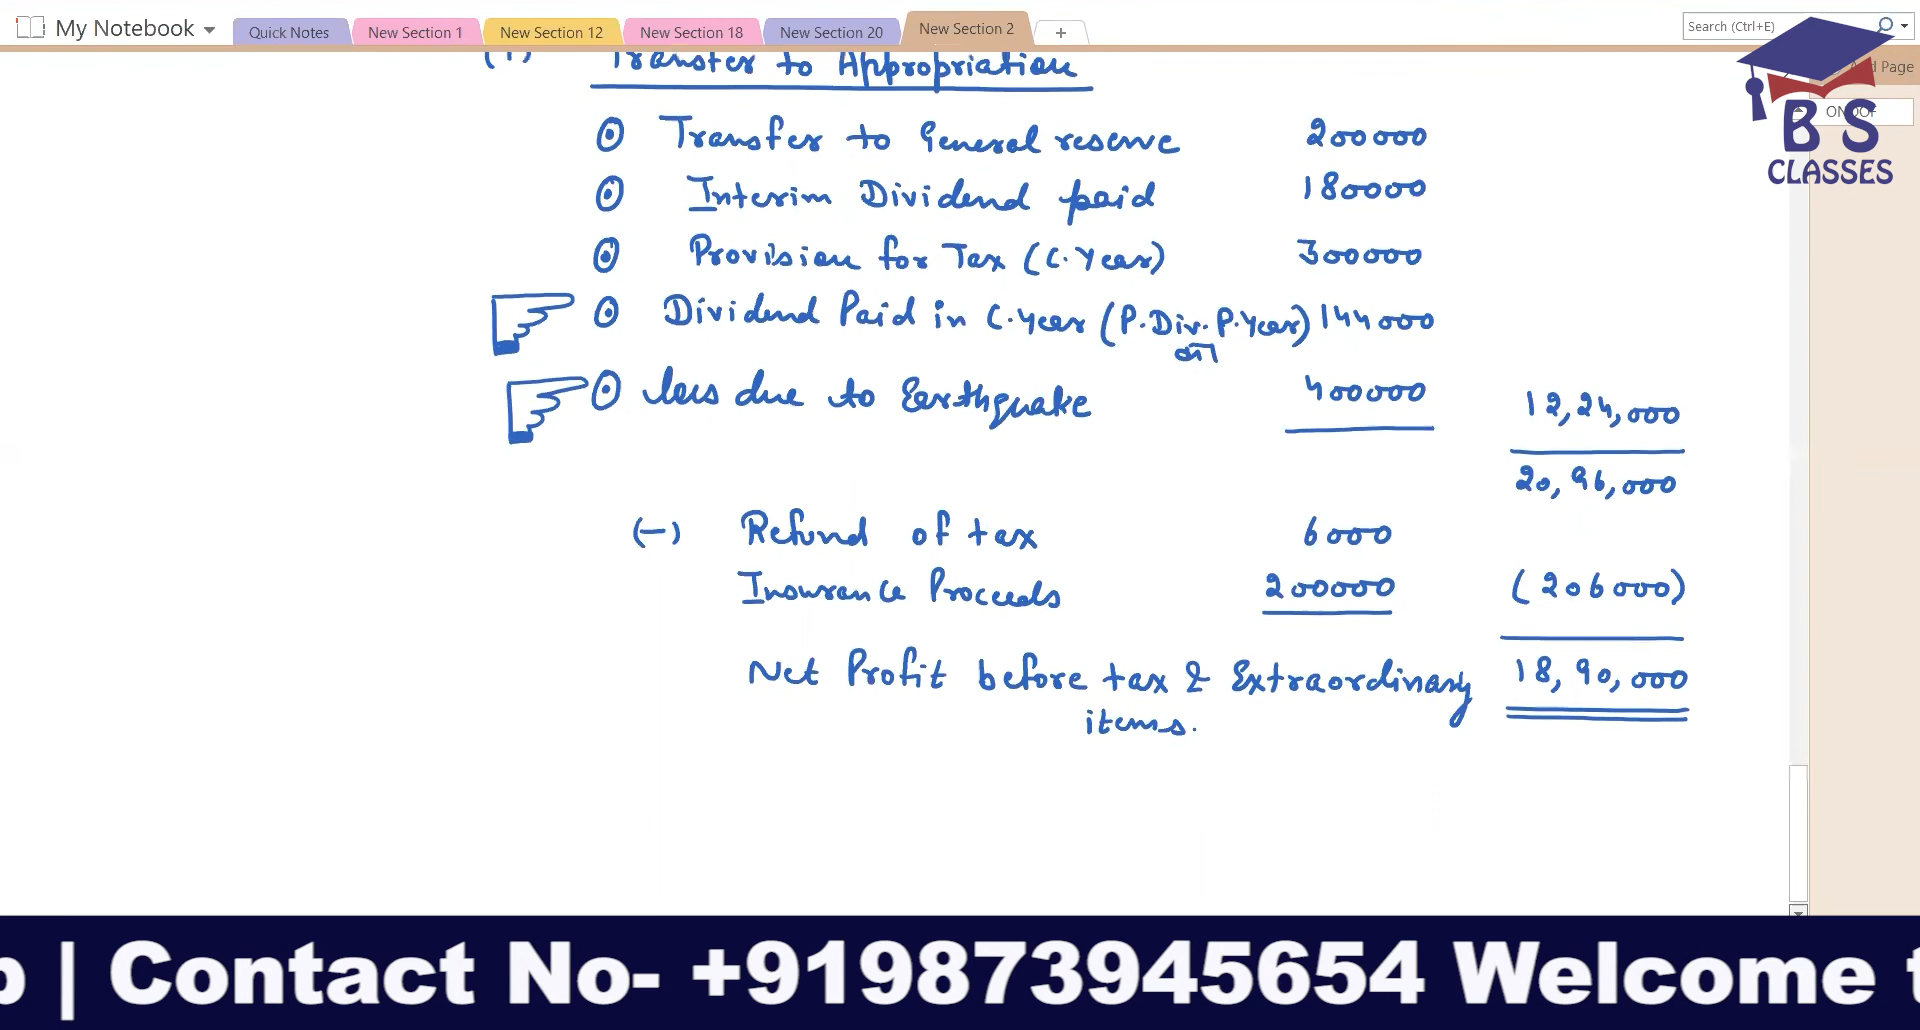 My Notebook Quick Notes New Section 1 New Section 12 New Section 18 New Section 20 New Section 2 + Search (Ctrl+E)
d Page
BS
CLASSES
(+) Transfer to Appropriation
Transfer to General reserve 200000
Interim Dividend paid 180000
Provision for Tax (C.Year) 300000
Dividend Paid in C.year (P.Div. P.Year) 144000
loss due to Earthquake 400000 12,24,000
20,96,000
(-) Refund of tax 6000
Insurance Proceeds 200000 (206000)
Net Profit before tax & Extraordinary 18,90,000
items.
p | Contact No- +919873945654 Welcome t